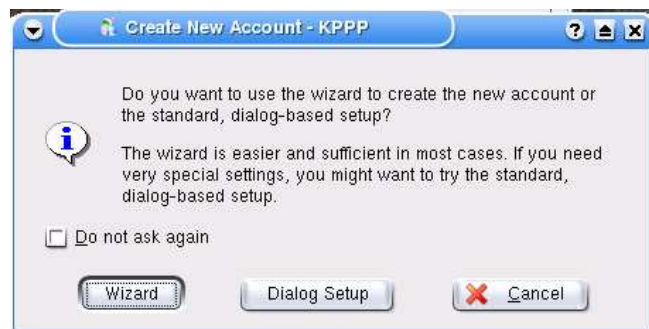 Create New Account - KPPP
?
Do you want to use the wizard to create the new account or
the standard, dialog-based setup?
i
The wizard is easier and sufficient in most cases. If you need
very special settings, you might want to try the standard,
dialog-based setup.
Do not ask again
Wizard Dialog Setup Cancel